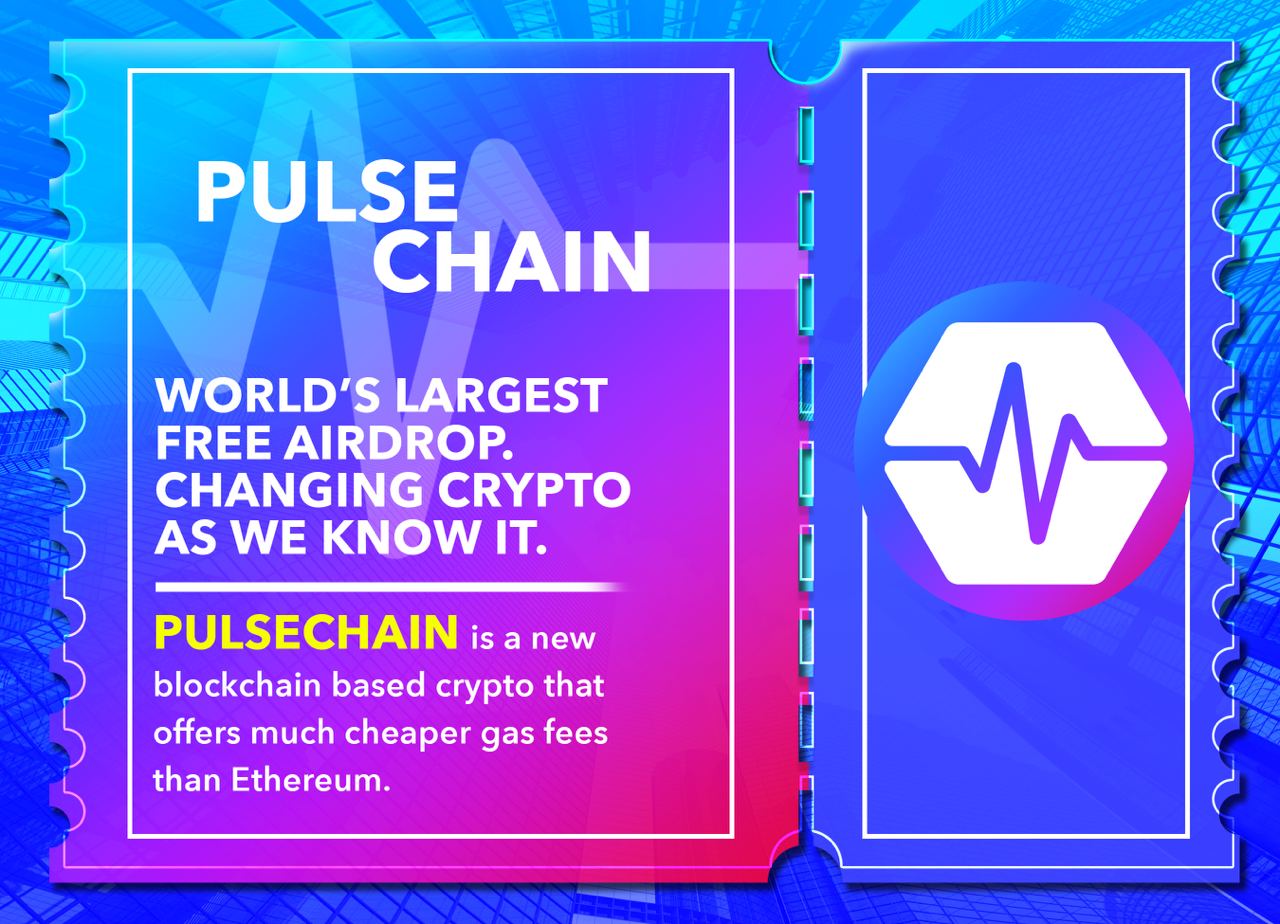 PULSE
CHAIN
WORLD’S LARGEST
FREE AIRDROP.
CHANGING CRYPTO
AS WE KNOW IT.
PULSECHAIN is a new
blockchain based crypto that
offers much cheaper gas fees
than Ethereum.